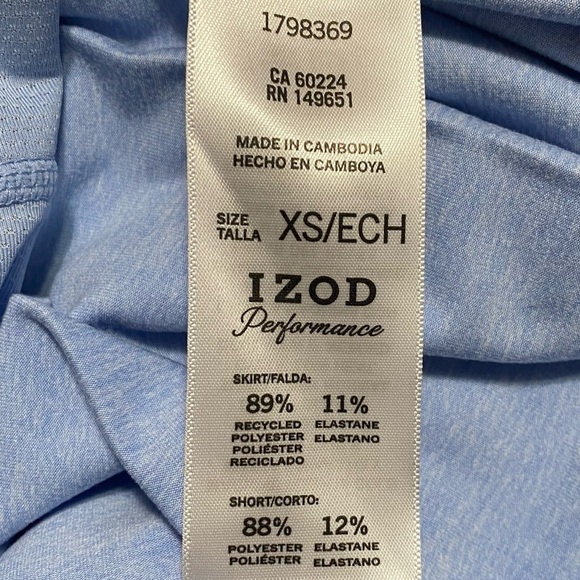 1798369
CA 60224
RN 149651
MADE IN CAMBODIA
HECHO EN CAMBOYA
SIZE
TALLA XS/ECH
IZOD
Performance
SKIRT/FALDA:
89% 11%
RECYCLED ELASTANE
POLYESTER ELASTANO
POLIÉSTER
RECICLADO
SHORT/CORTO:
88% 12%
POLYESTER ELASTANE
POLIÉSTER ELASTANO